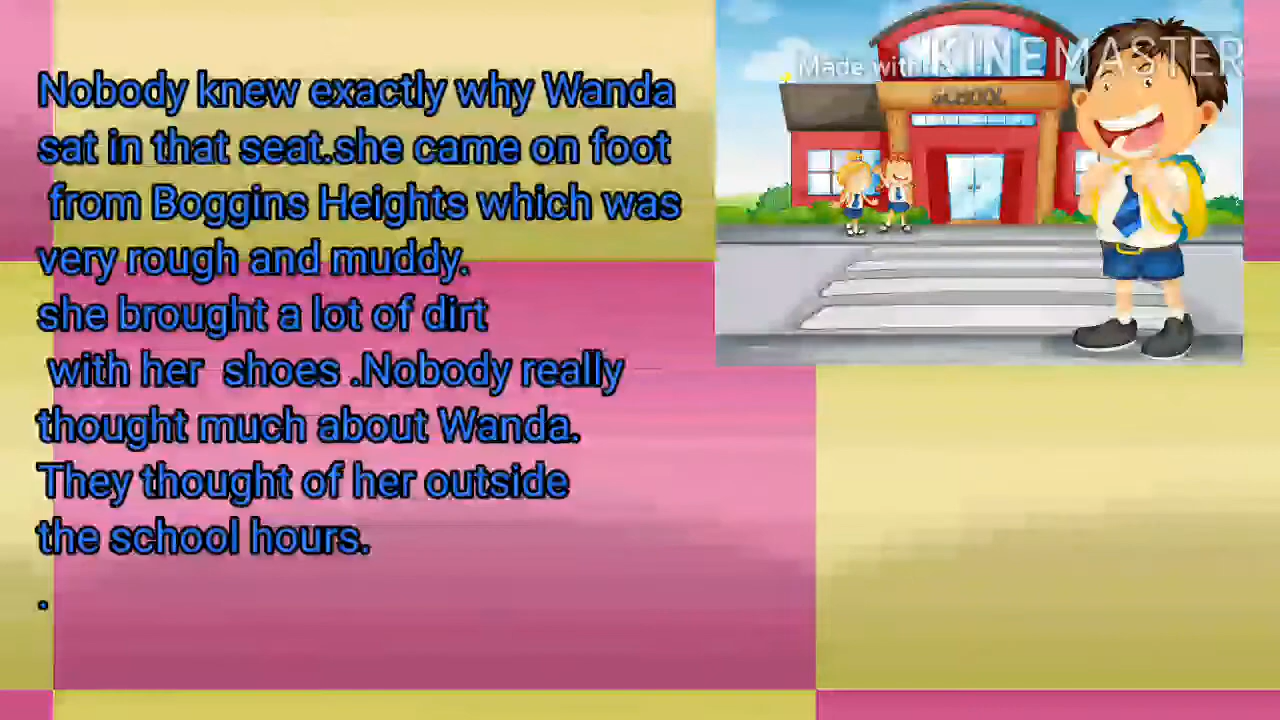 Nobody knew exactly why Wanda
sat in that seat.she came on foot
from Boggins Heights which was
very rough and muddy.
she brought a lot of dirt
with her shoes .Nobody really
thought much about Wanda.
They thought of her outside
the school hours.
.
Made with KINEMASTER
SCHOOL